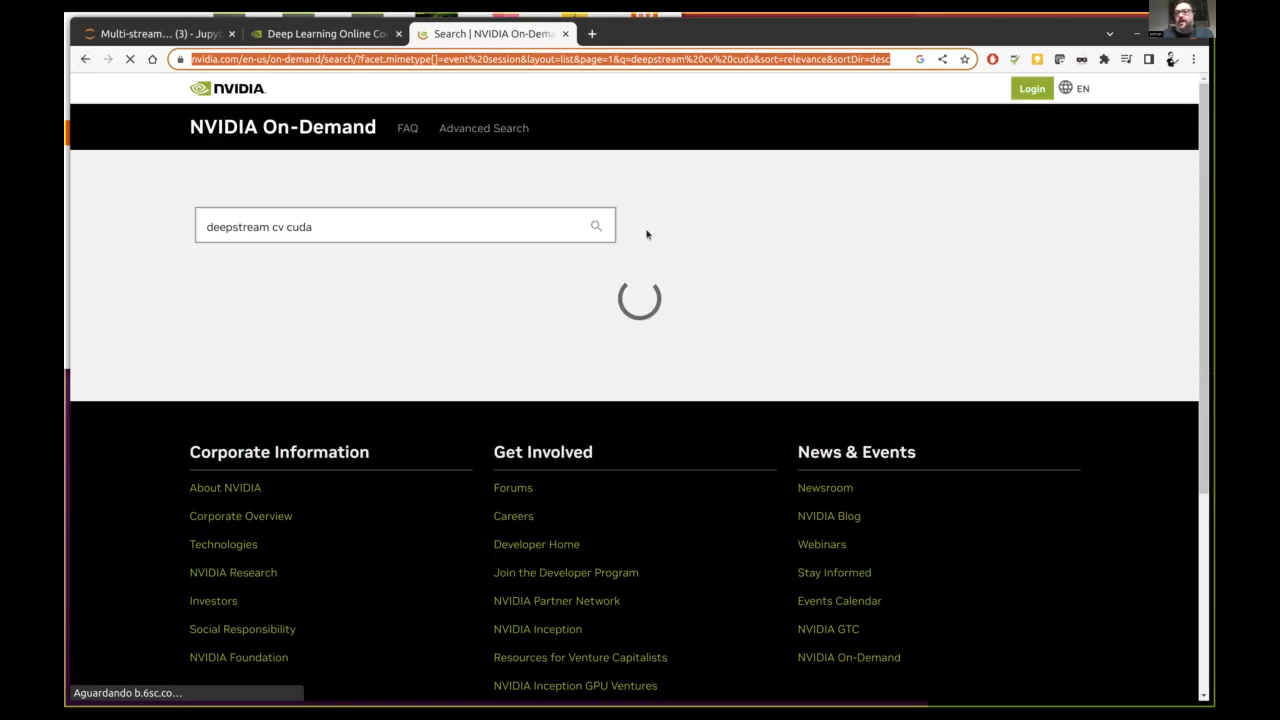 Multi-stream... (3) - Jupyt
Deep Learning Online Co
Search | NVIDIA On-Dema
nvidia.com/en-us/on-demand/search/?facet.mimetype[]=event%20session&layout=list&page=1&q=deepstream%20cv%20cuda&sort=relevance&sortDir=desc
NVIDIA.
Login
EN
NVIDIA On-Demand
FAQ
Advanced Search
deepstream cv cuda
Corporate Information
About NVIDIA
Corporate Overview
Technologies
NVIDIA Research
Investors
Social Responsibility
NVIDIA Foundation
Get Involved
Forums
Careers
Developer Home
Join the Developer Program
NVIDIA Partner Network
NVIDIA Inception
Resources for Venture Capitalists
NVIDIA Inception GPU Ventures
News & Events
Newsroom
NVIDIA Blog
Webinars
Stay Informed
Events Calendar
NVIDIA GTC
NVIDIA On-Demand
Aguardando b.6sc.co...